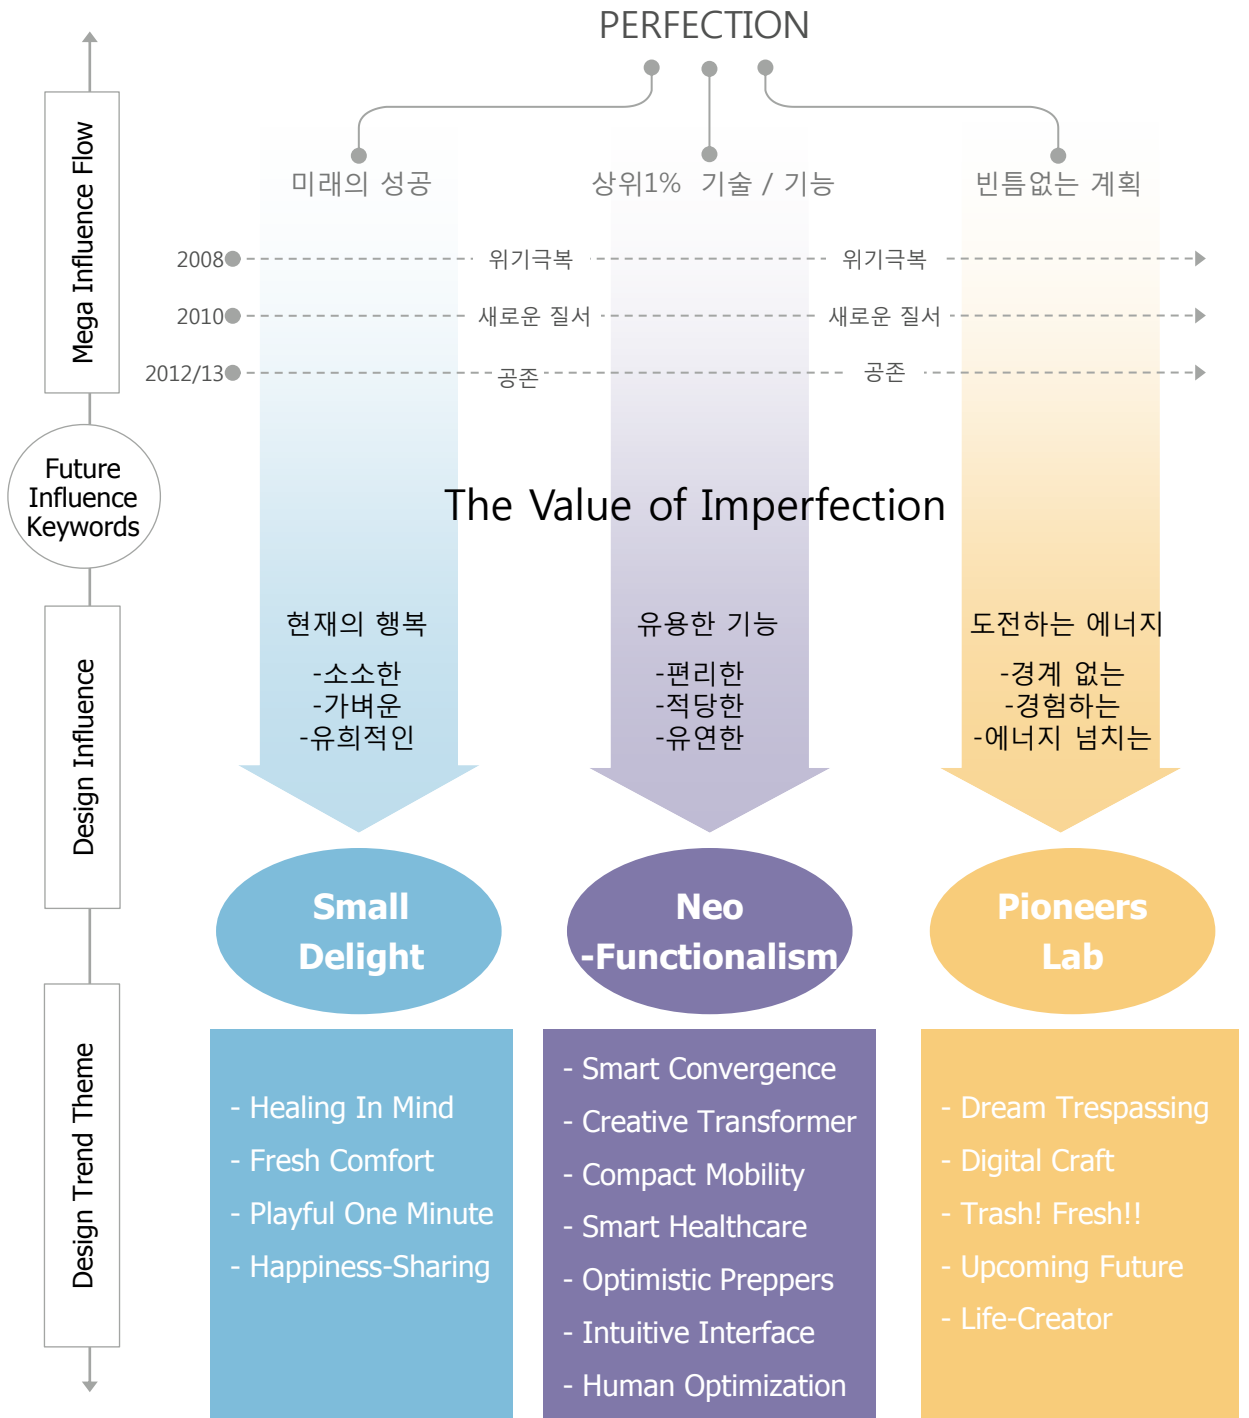 PERFECTION
Mega Influence Flow
미래의 성공
상위1% 기술 / 기능
빈틈없는 계획
2008
위기극복
위기극복
2010
새로운 질서
새로운 질서
2012/13
공존
공존
Future
Influence
Keywords
The Value of Imperfection
Design Influence
현재의 행복
-소소한
-가벼운
-유희적인
유용한 기능
-편리한
-적당한
-유연한
도전하는 에너지
-경계 없는
-경험하는
-에너지 넘치는
Small
Delight
Neo
-Functionalism
Pioneers
Lab
Design Trend Theme
- Healing In Mind
- Fresh Comfort
- Playful One Minute
- Happiness-Sharing
- Smart Convergence
- Creative Transformer
- Compact Mobility
- Smart Healthcare
- Optimistic Preppers
- Intuitive Interface
- Human Optimization
- Dream Trespassing
- Digital Craft
- Trash! Fresh!!
- Upcoming Future
- Life-Creator